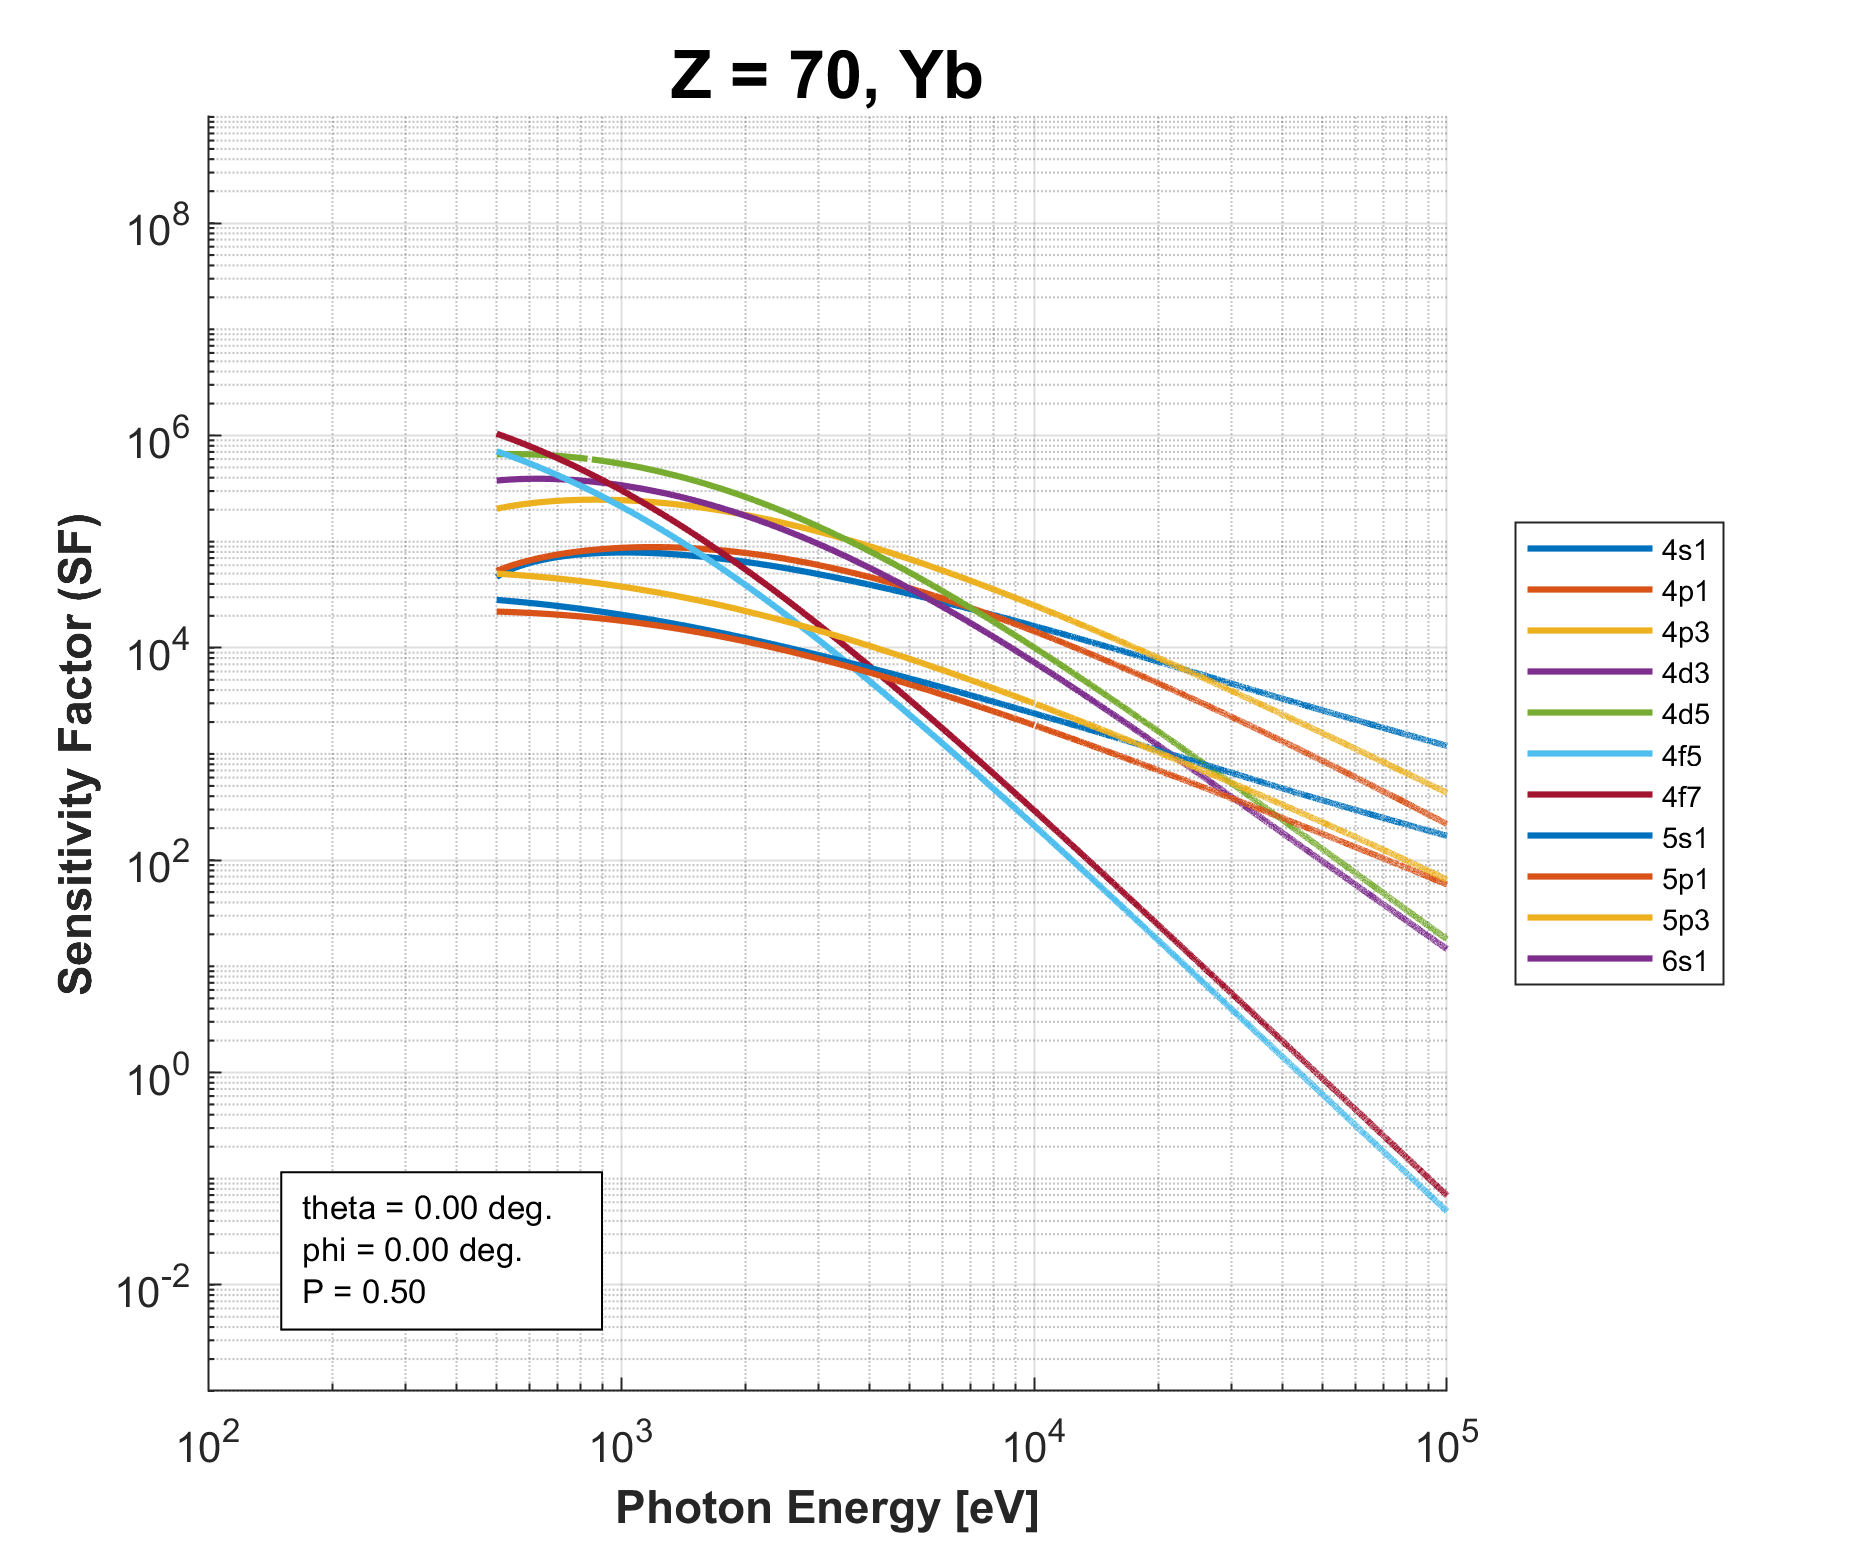 Z = 70, Yb
Sensitivity Factor (SF)
10^8
10^6
10^4
10^2
10^0
10^-2
theta = 0.00 deg.
phi = 0.00 deg.
P = 0.50
10^2
10^3
10^4
10^5
Photon Energy [eV]
4s1
4p1
4p3
4d3
4d5
4f5
4f7
5s1
5p1
5p3
6s1